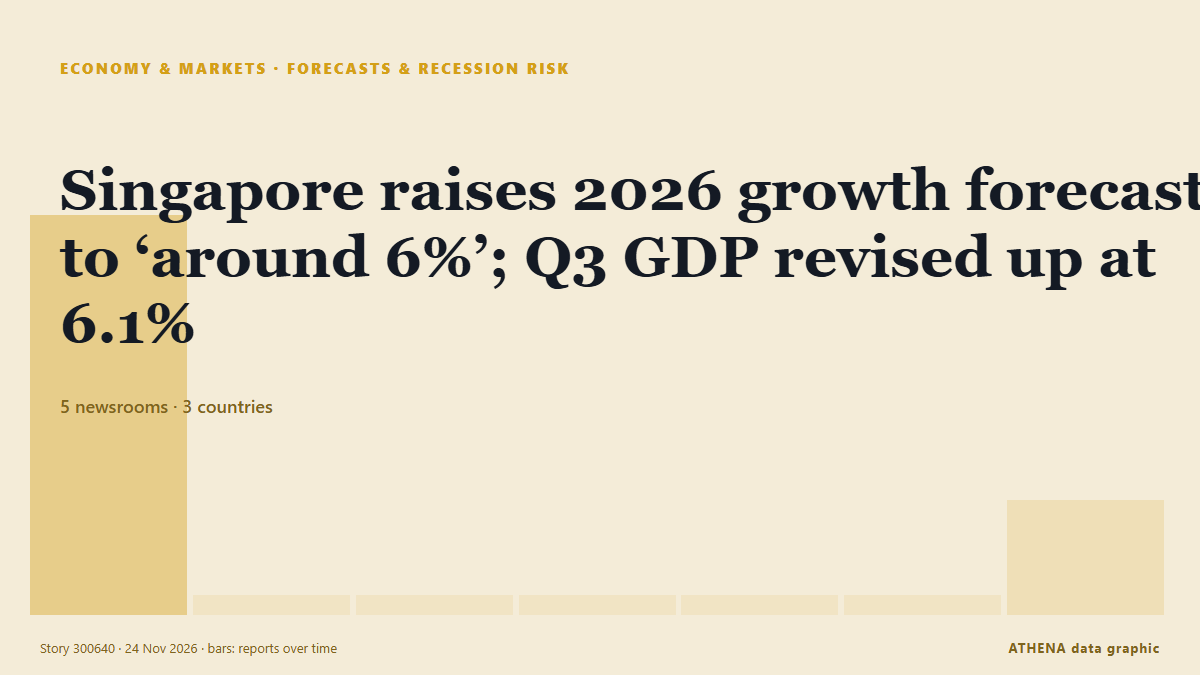 ECONOMY & MARKETS · FORECASTS & RECESSION RISK
Singapore raises 2026 growth forecast
to ‘around 6%’; Q3 GDP revised up at
6.1%
5 newsrooms · 3 countries
Story 300640 · 24 Nov 2026 · bars: reports over time
ATHENA data graphic